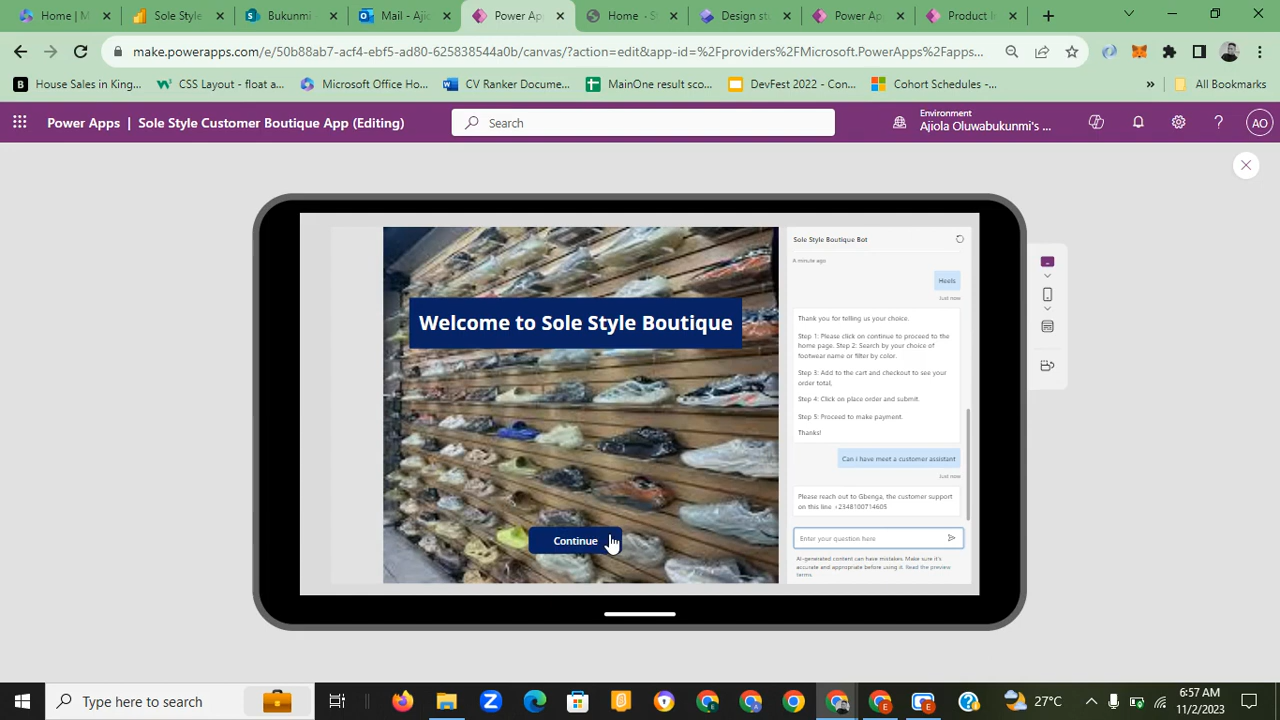 Home | M
Sole Style
Bukunmi -
Mail - Ajic
Power Ap
Home - S
Design stu
Power Ap
Product I
make.powerapps.com/e/50b88ab7-acf4-ebf5-ad80-625838544a0b/canvas/?action=edit&app-id=%2Fproviders%2FMicrosoft.PowerApps%2Fapps...
House Sales in King...
CSS Layout - float a...
Microsoft Office Ho...
CV Ranker Docume...
MainOne result sco...
DevFest 2022 - Con...
Cohort Schedules -...
»
All Bookmarks
Power Apps | Sole Style Customer Boutique App (Editing)
Search
Environment
Ajiola Oluwabukunmi's ...
AO
Welcome to Sole Style Boutique
Continue
Sole Style Boutique Bot
A minute ago
Heels
Just now
Thank you for telling us your choice.
Step 1: Please click on continue to proceed to the
home page. Step 2: Search by your choice of
footwear name or filter by color.
Step 3: Add to the cart and checkout to see your
order total,
Step 4: Click on place order and submit.
Step 5: Proceed to make payment.
Thanks!
Can i have meet a customer assistant
Just now
Please reach out to Gbenga, the customer support
on this line +2348100714605
Enter your question here
AI-generated content can have mistakes. Make sure it's
accurate and appropriate before using it. Read the preview
terms.
Type here to search
27°C
6:57 AM
11/2/2023